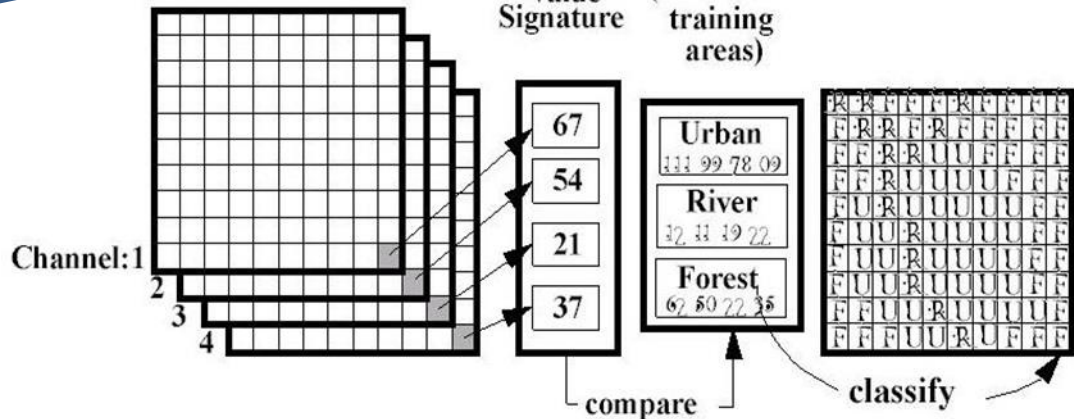 Signature
training
areas)
Channel:1
2
3
4
67
54
21
37
Urban
111 99 78 09
River
12 11 19 22
Forest
62 50 22 35
R R F F F R F F F F
F R R F R F F F F F
F F R R U U F F F F
F F R U U U U F F F
F U R U U U U U F F
F U U R U U U U F F
F U U R U U U U F F
F U U R U U U U F F
F F U U R U U U U F
F F F U U R U F F F
compare
classify